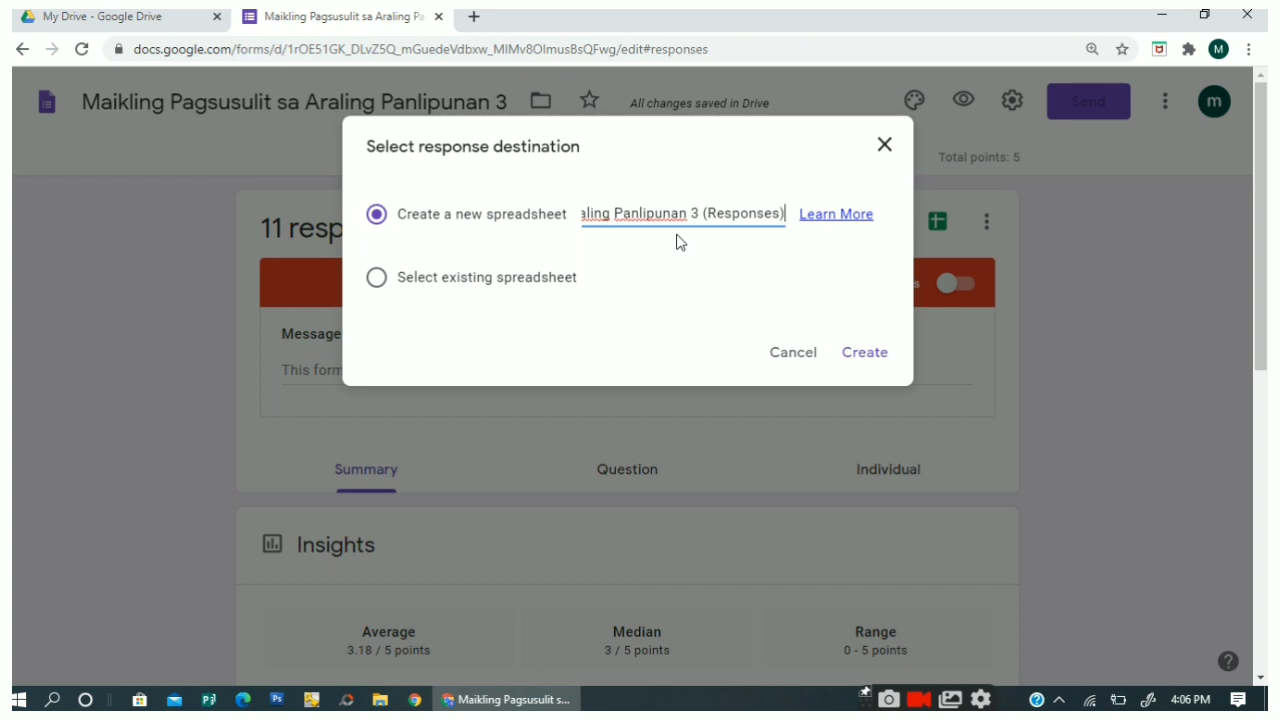 My Drive - Google Drive
Maikling Pagsusulit sa Araling Pa
docs.google.com/forms/d/1rOE51GK_DLvZ5Q_mGuedeVdbxw_MIMv8OImusBsQFwg/edit#responses
M
Maikling Pagsusulit sa Araling Panlipunan 3
All changes saved in Drive
Send
m
Select response destination
Total points: 5
Create a new spreadsheet
aling Panlipunan 3 (Responses)
Learn More
11 resp
Select existing spreadsheet
s
Message
Cancel
Create
This form
Summary
Question
Individual
Insights
Average
Median
Range
3.18 / 5 points
3 / 5 points
0 - 5 points
Maikling Pagsusulit s...
4:06 PM